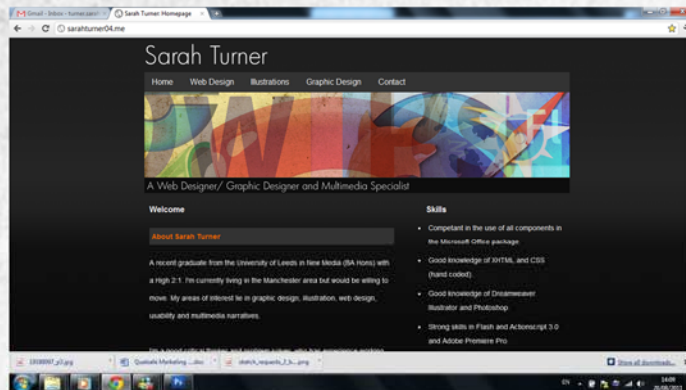 Gmail - Inbox - turner.sarah
Sarah Turner Homepage
sarahturner04.me
Sarah Turner
Home Web Design Illustrations Graphic Design Contact
A Web Designer/ Graphic Designer and Multimedia Specialist
Welcome
About Sarah Turner
A recent graduate from the University of Leeds in New Media (BA Hons) with
a High 2:1. I'm currently living in the Manchester area but would be willing to
move. My areas of interest lie in graphic design, illustration, web design,
usability and multimedia narratives.
Skills
Competant in the use of all components in
the Microsoft Office package.
Good knowledge of XHTML and CSS
(hand coded).
Good knowledge of Dreamweaver
Illustrator and Photoshop
Strong skills in Flash and Actionscript 3.0
and Adobe Premiere Pro
Show all downloads...
EN
14:09